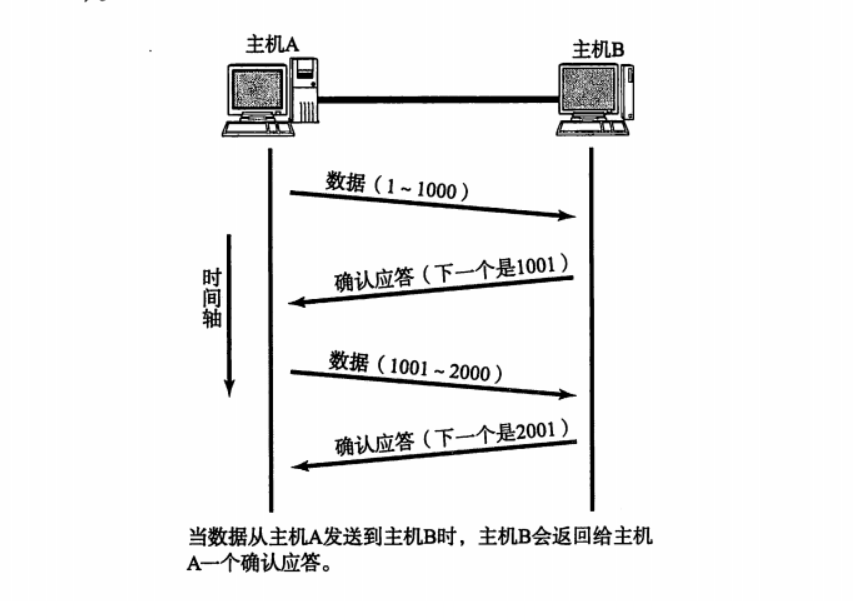 主机A
主机B
数据（1～1000）
确认应答（下一个是1001）
时间轴
数据（1001～2000）
确认应答（下一个是2001）
当数据从主机A发送到主机B时，主机B会返回给主机
A一个确认应答。